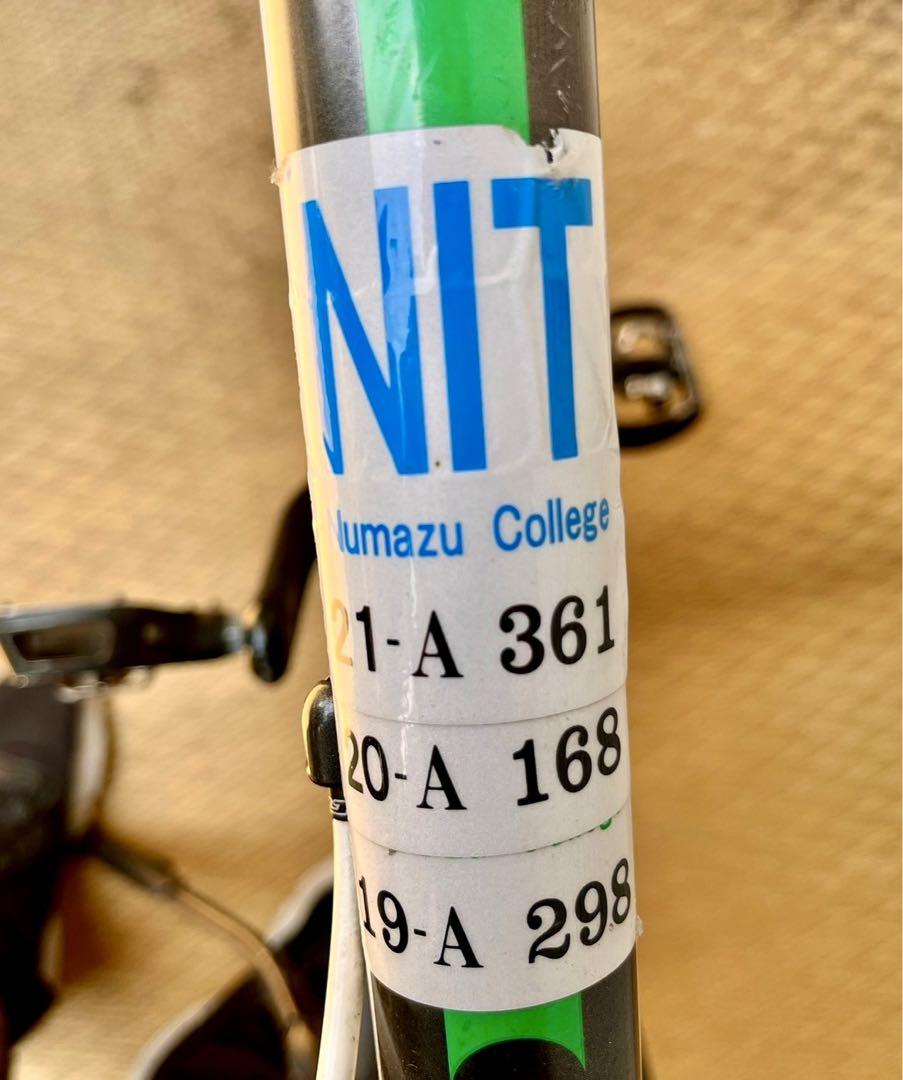 NIT
Numazu College
21-A 361
20-A 168
19-A 298